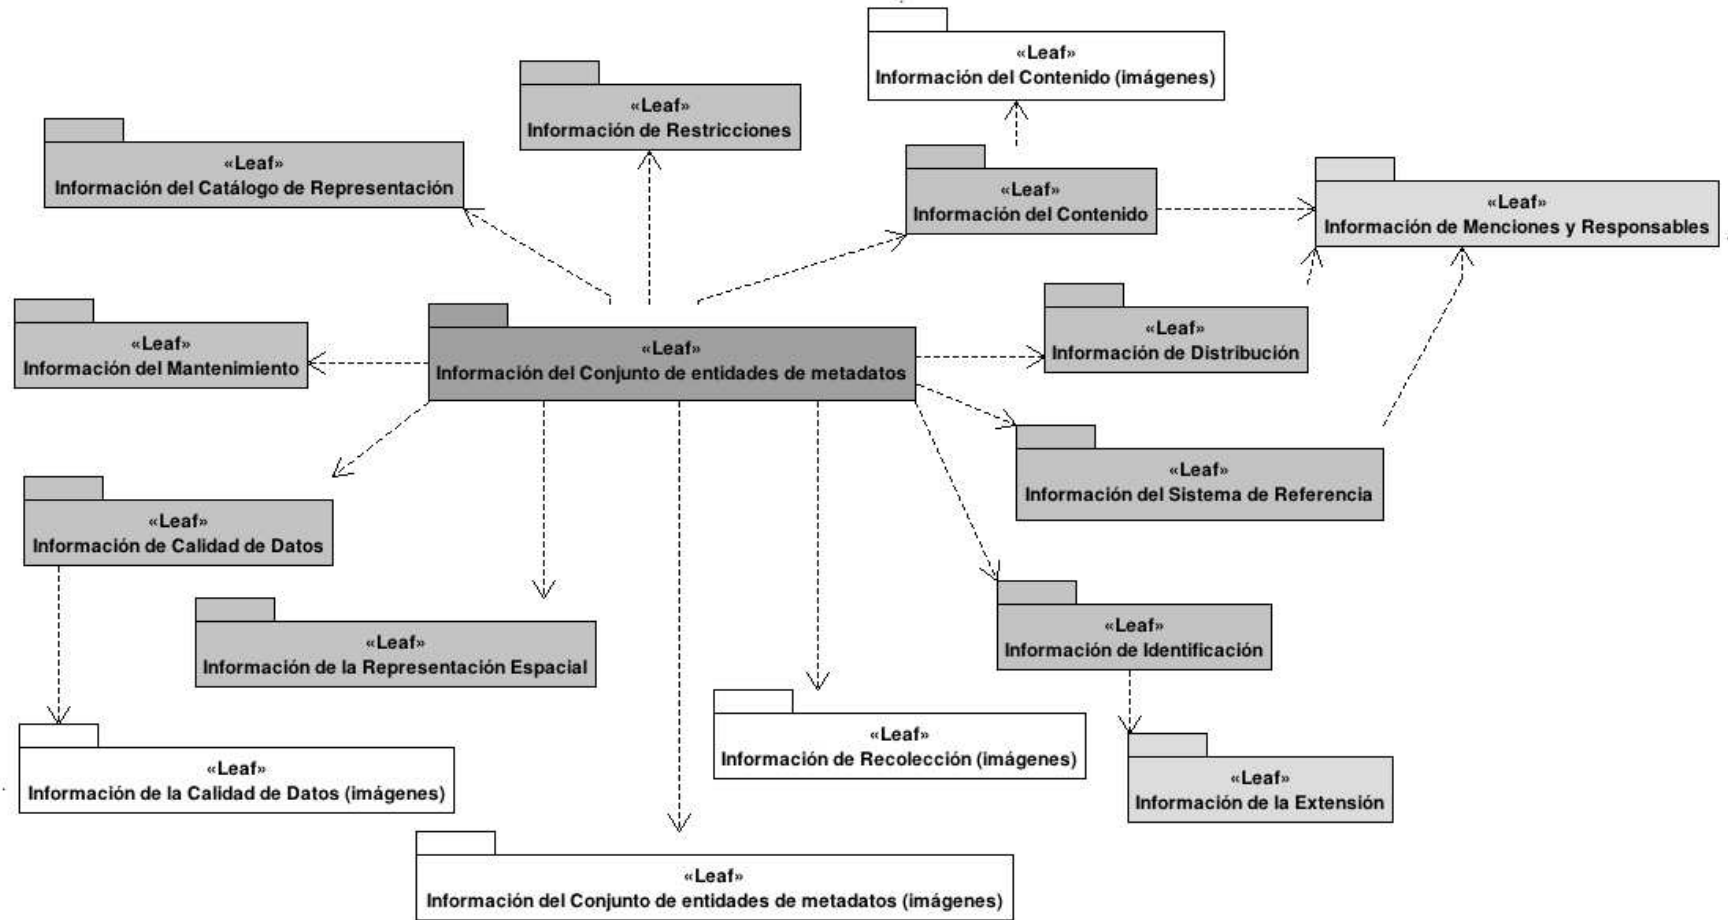 «Leaf»
Información del Contenido (imágenes)
«Leaf»
Información de Restricciones
«Leaf»
Información del Catálogo de Representación
«Leaf»
Información del Contenido
«Leaf»
Información de Menciones y Responsables
«Leaf»
Información del Mantenimiento
«Leaf»
Información del Conjunto de entidades de metadatos
«Leaf»
Información de Distribución
«Leaf»
Información del Sistema de Referencia
«Leaf»
Información de Calidad de Datos
«Leaf»
Información de la Representación Espacial
«Leaf»
Información de Identificación
«Leaf»
Información de la Calidad de Datos (imágenes)
«Leaf»
Información de Recolección (imágenes)
«Leaf»
Información de la Extensión
«Leaf»
Información del Conjunto de entidades de metadatos (imágenes)